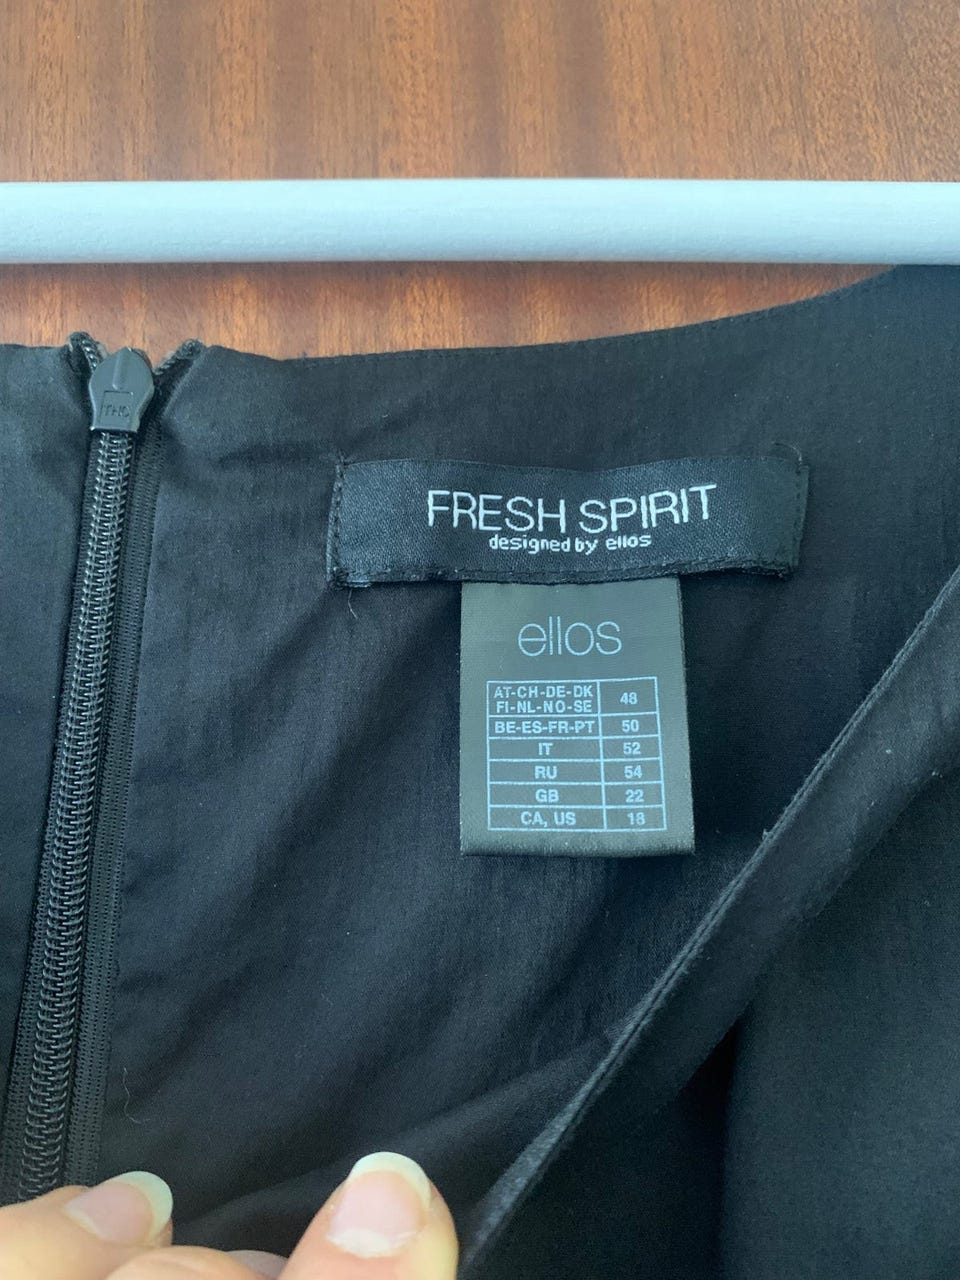 THC
FRESH SPIRIT
designed by ellos
ellos
AT-CH-DE-DK
FI-NL-NO-SE 48
BE-ES-FR-PT 50
IT 52
RU 54
GB 22
CA, US 18